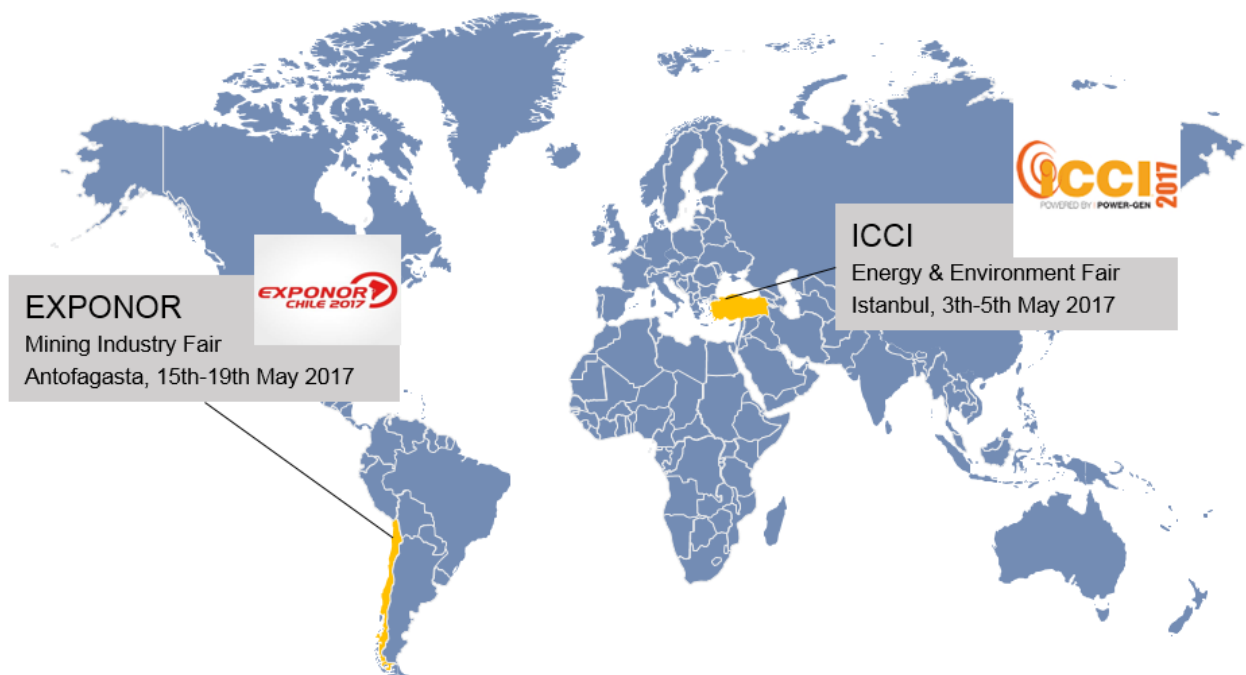 EXPONOR
CHILE 2017
EXPONOR
Mining Industry Fair
Antofagasta, 15th-19th May 2017
iCCI 2017
POWERED BY POWER-GEN
ICCI
Energy & Environment Fair
Istanbul, 3th-5th May 2017